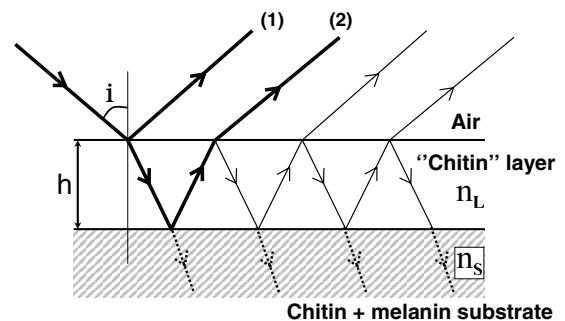 (1)
(2)
i
Air
h
‘‘Chitin’’ layer
n_L
n_s
Chitin + melanin substrate